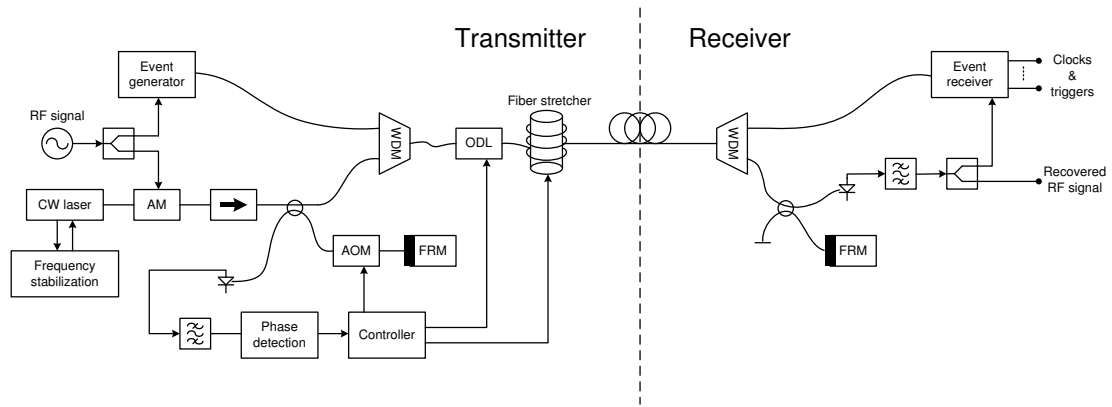 Transmitter
Receiver
Event
generator
RF signal
WDM
ODL
Fiber stretcher
WDM
Event
receiver
Clocks
&
triggers
Recovered
RF signal
CW laser
AM
Frequency
stabilization
AOM
FRM
FRM
Phase
detection
Controller